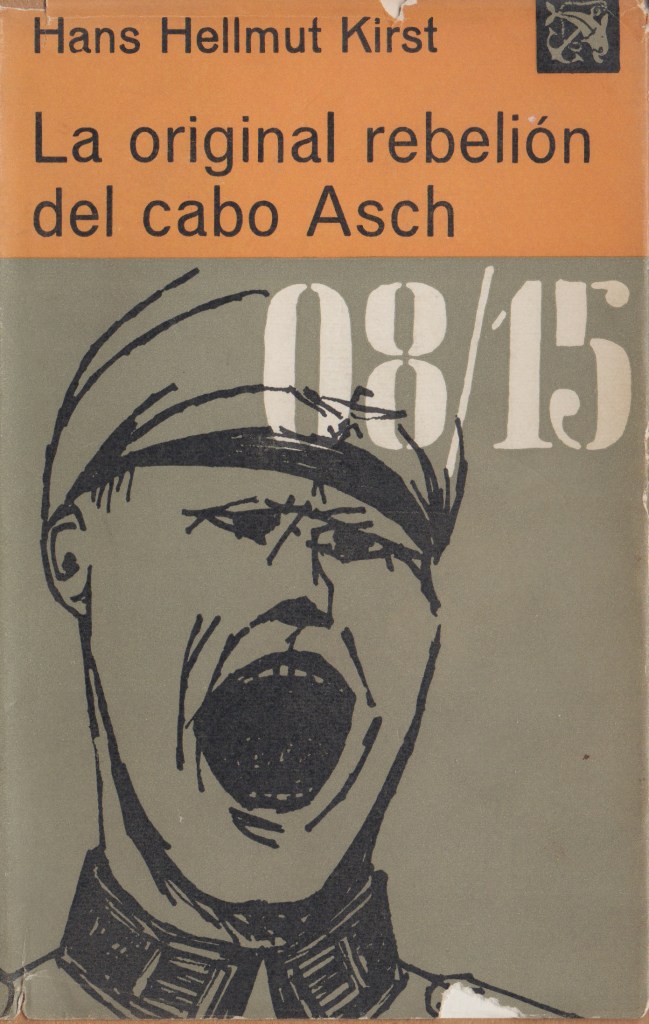 Hans Hellmut Kirst
La original rebelión
del cabo Asch
08/15